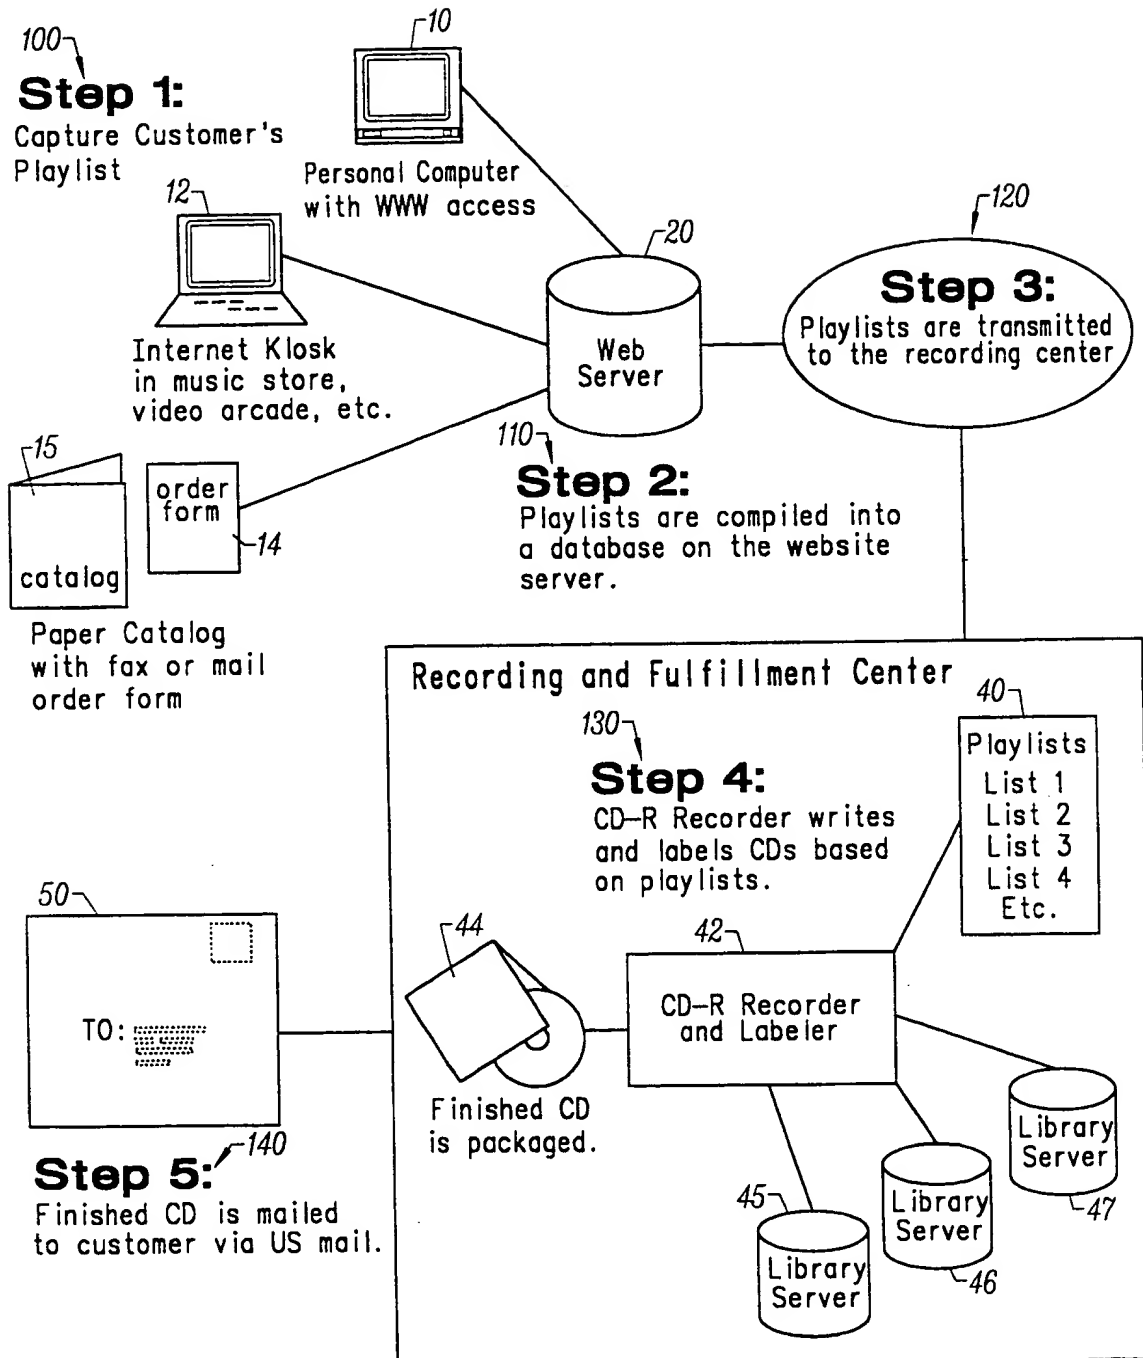 100
Step 1:
Capture Customer's
Playlist
10
Personal Computer
with WWW access
12
Internet Klosk
in music store,
video arcade, etc.
15
catalog
order
form
14
Paper Catalog
with fax or mail
order form
20
Web
Server
110
Step 2:
Playlists are compiled into
a database on the website
server.
120
Step 3:
Playlists are transmitted
to the recording center
Recording and Fulfillment Center
130
Step 4:
CD-R Recorder writes
and labels CDs based
on playlists.
40
Playlists
List 1
List 2
List 3
List 4
Etc.
42
CD-R Recorder
and Labeler
44
Finished CD
is packaged.
45
Library
Server
Library
Server
46
Library
Server
47
50
TO:
Step 5:
140
Finished CD is mailed
to customer via US mail.